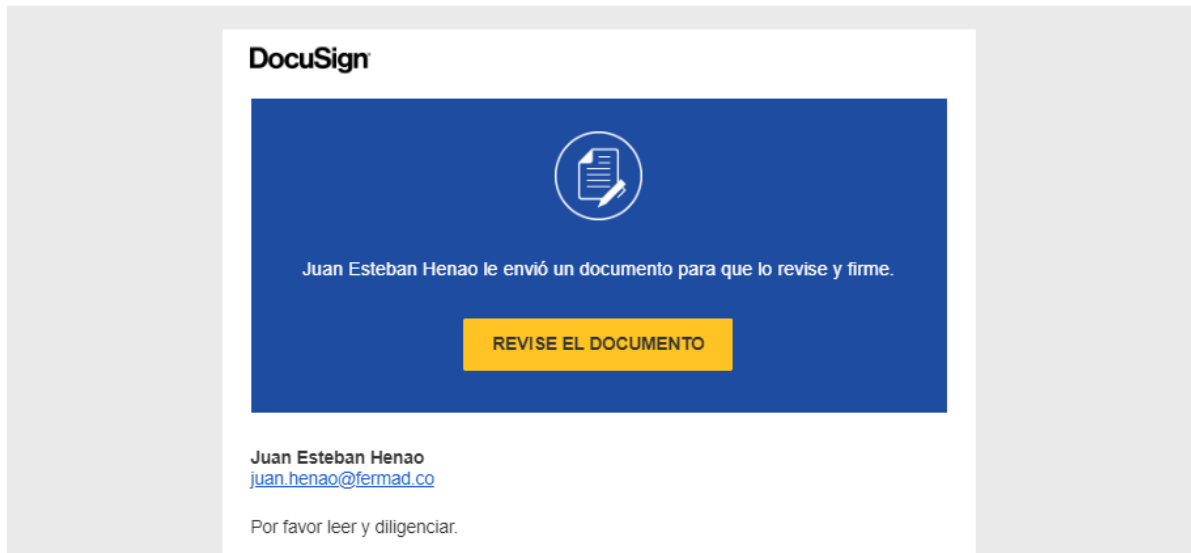 DocuSign
Juan Esteban Henao le envió un documento para que lo revise y firme.
REVISE EL DOCUMENTO
Juan Esteban Henao
juan.henao@fermad.co
Por favor leer y diligenciar.